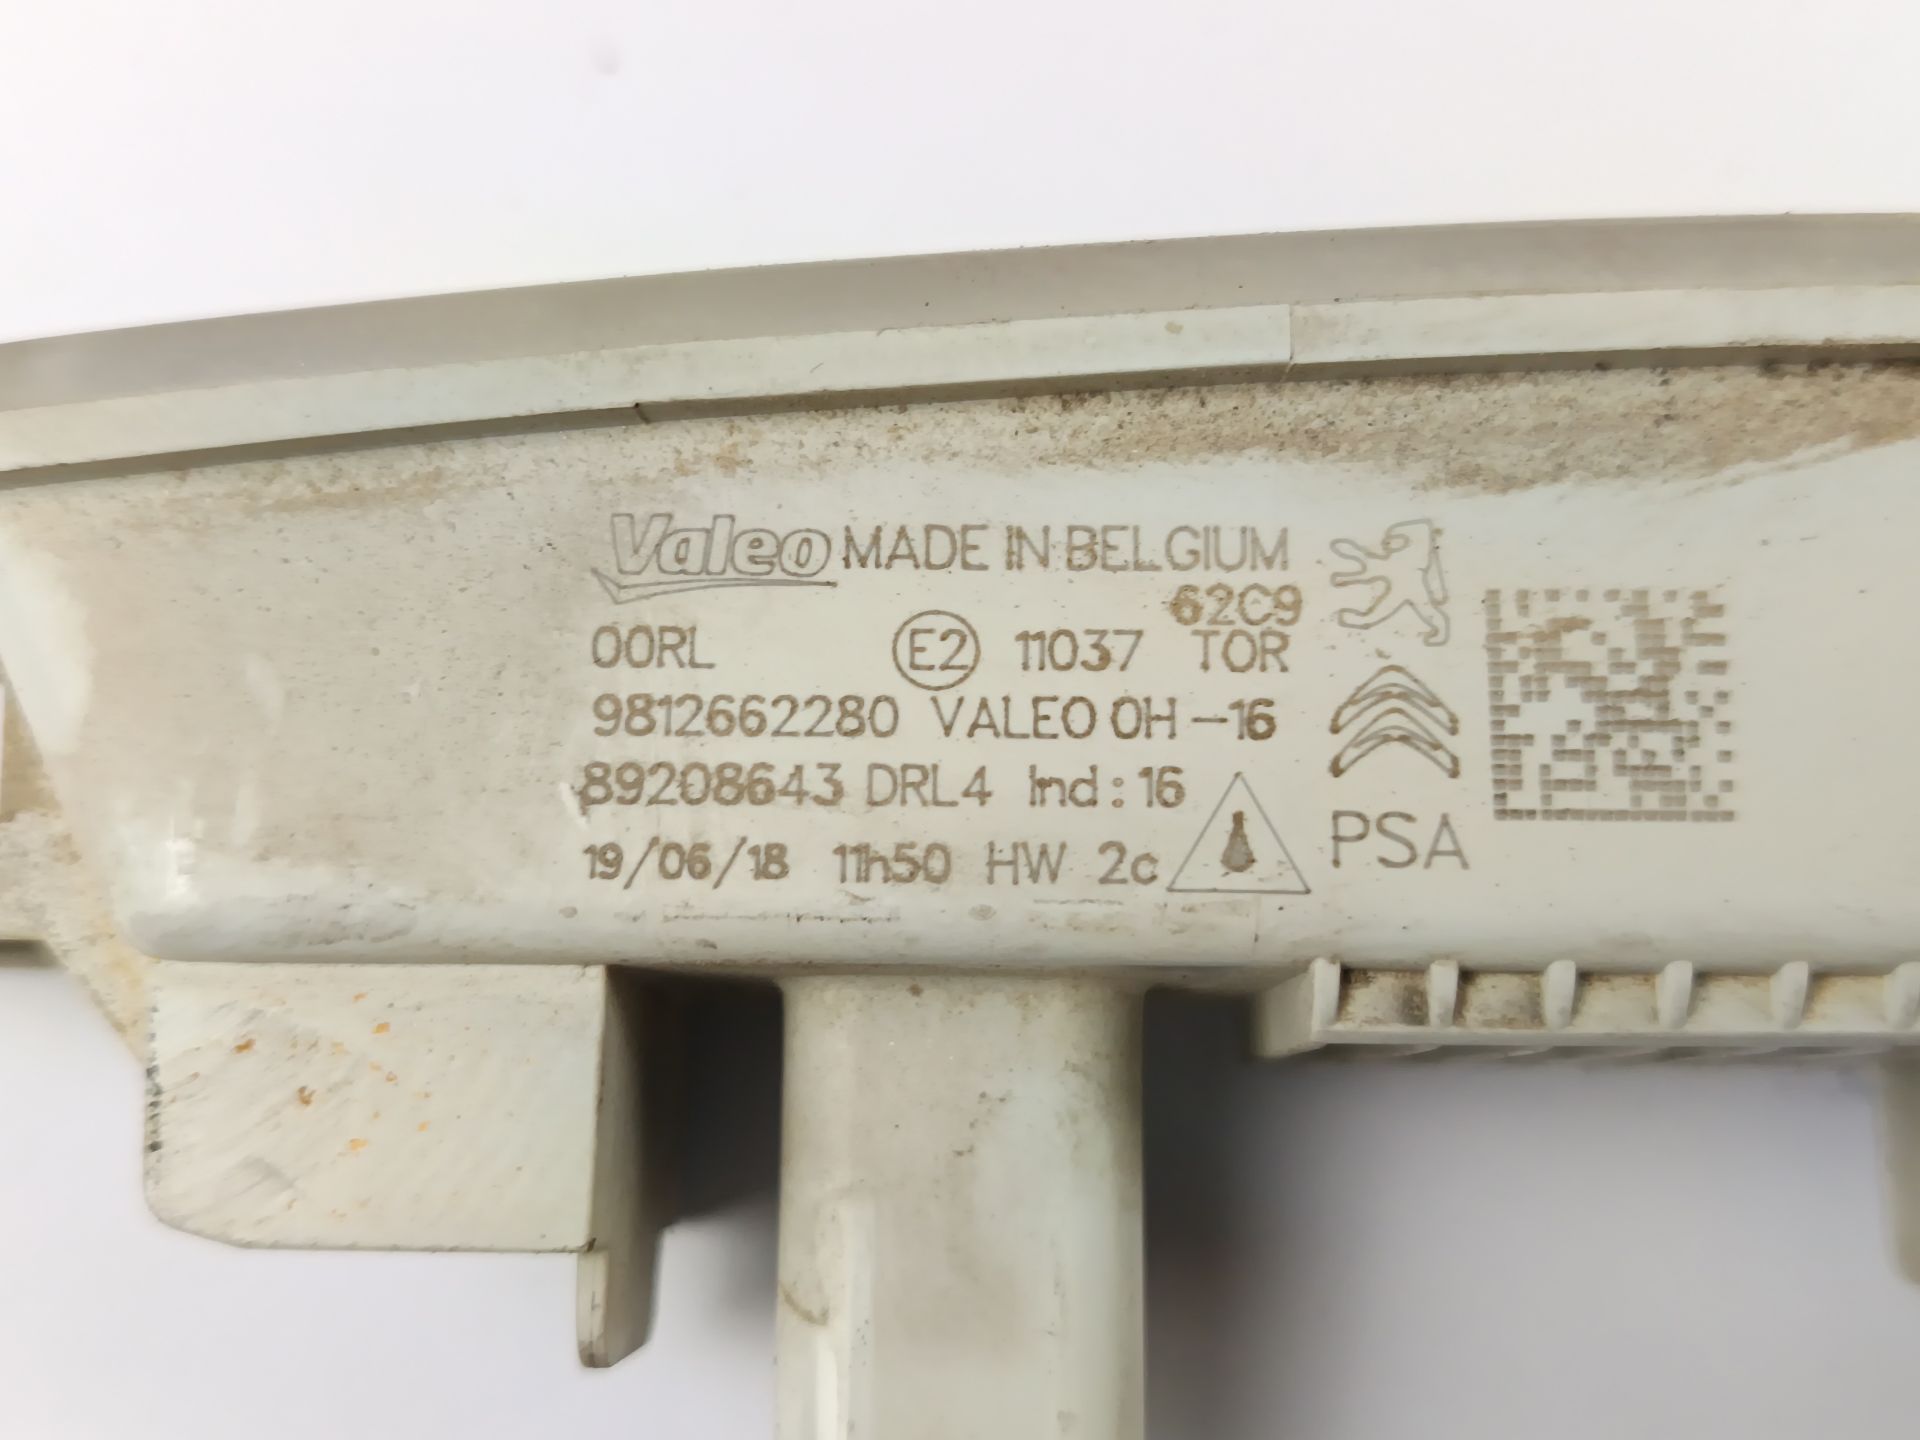 Valeo MADE IN BELGIUM
62C9
00RL E2 11037 TOR
9812662280 VALEO 0H-16
89208643 DRL4 Ind: 16
19/06/18 11h50 HW 2c
PSA